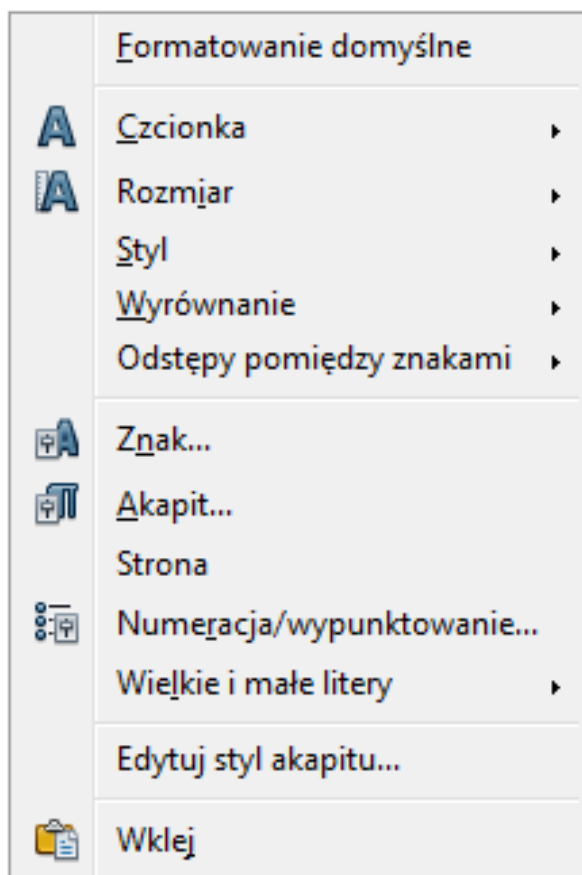 Formatowanie domyślne
Czcionka
Rozmiar
Styl
Wyrównanie
Odstępy pomiędzy znakami
Znak...
Akapit...
Strona
Numeracja/wypunktowanie...
Wielkie i małe litery
Edytuj styl akapitu...
Wklej